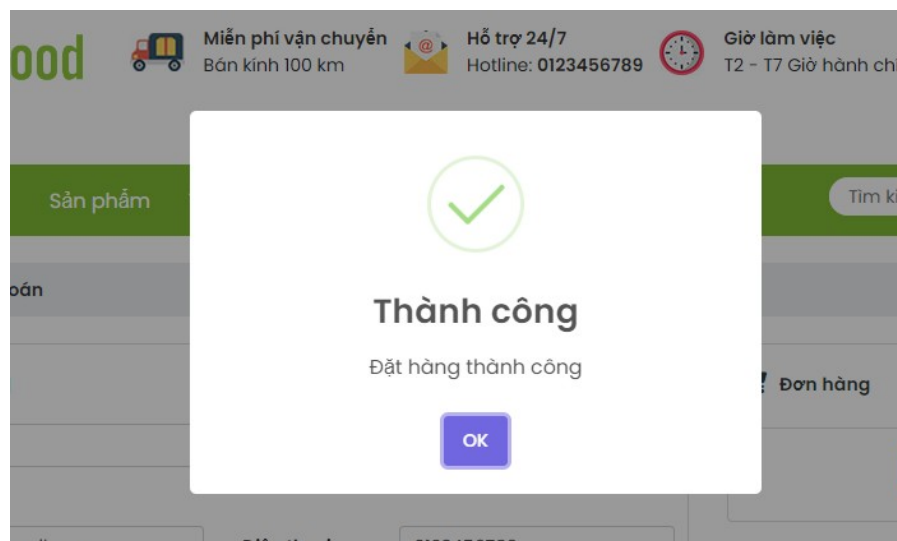 ood
Miễn phí vận chuyển
Bán kính 100 km
Hỗ trợ 24/7
Hotline: 0123456789
Giờ làm việc
T2 - T7 Giờ hành chí
Sản phẩm
Tìm ki
oán
Thành công
Đặt hàng thành công
OK
Đơn hàng